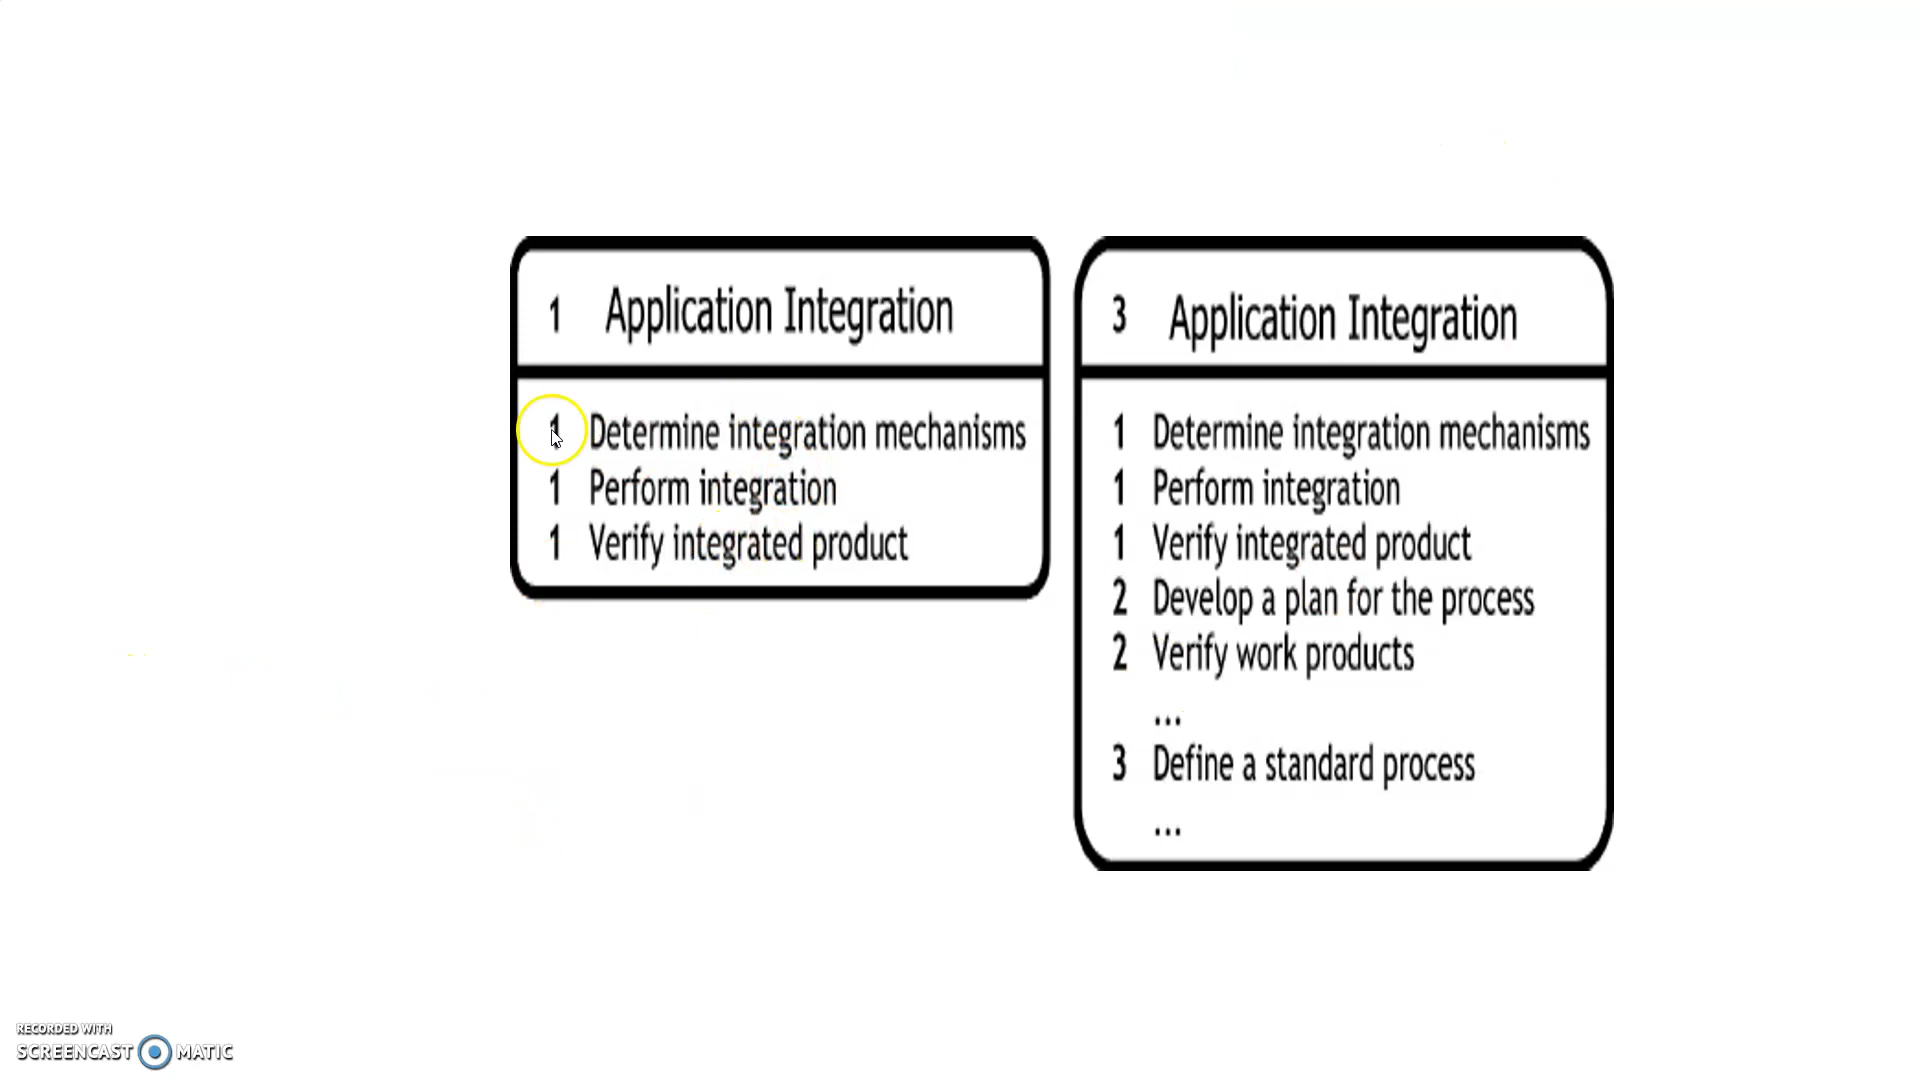 1 Application Integration
1 Determine integration mechanisms
1 Perform integration
1 Verify integrated product
3 Application Integration
1 Determine integration mechanisms
1 Perform integration
1 Verify integrated product
2 Develop a plan for the process
2 Verify work products
...
3 Define a standard process
...
RECORDED WITH
SCREENCAST MATIC